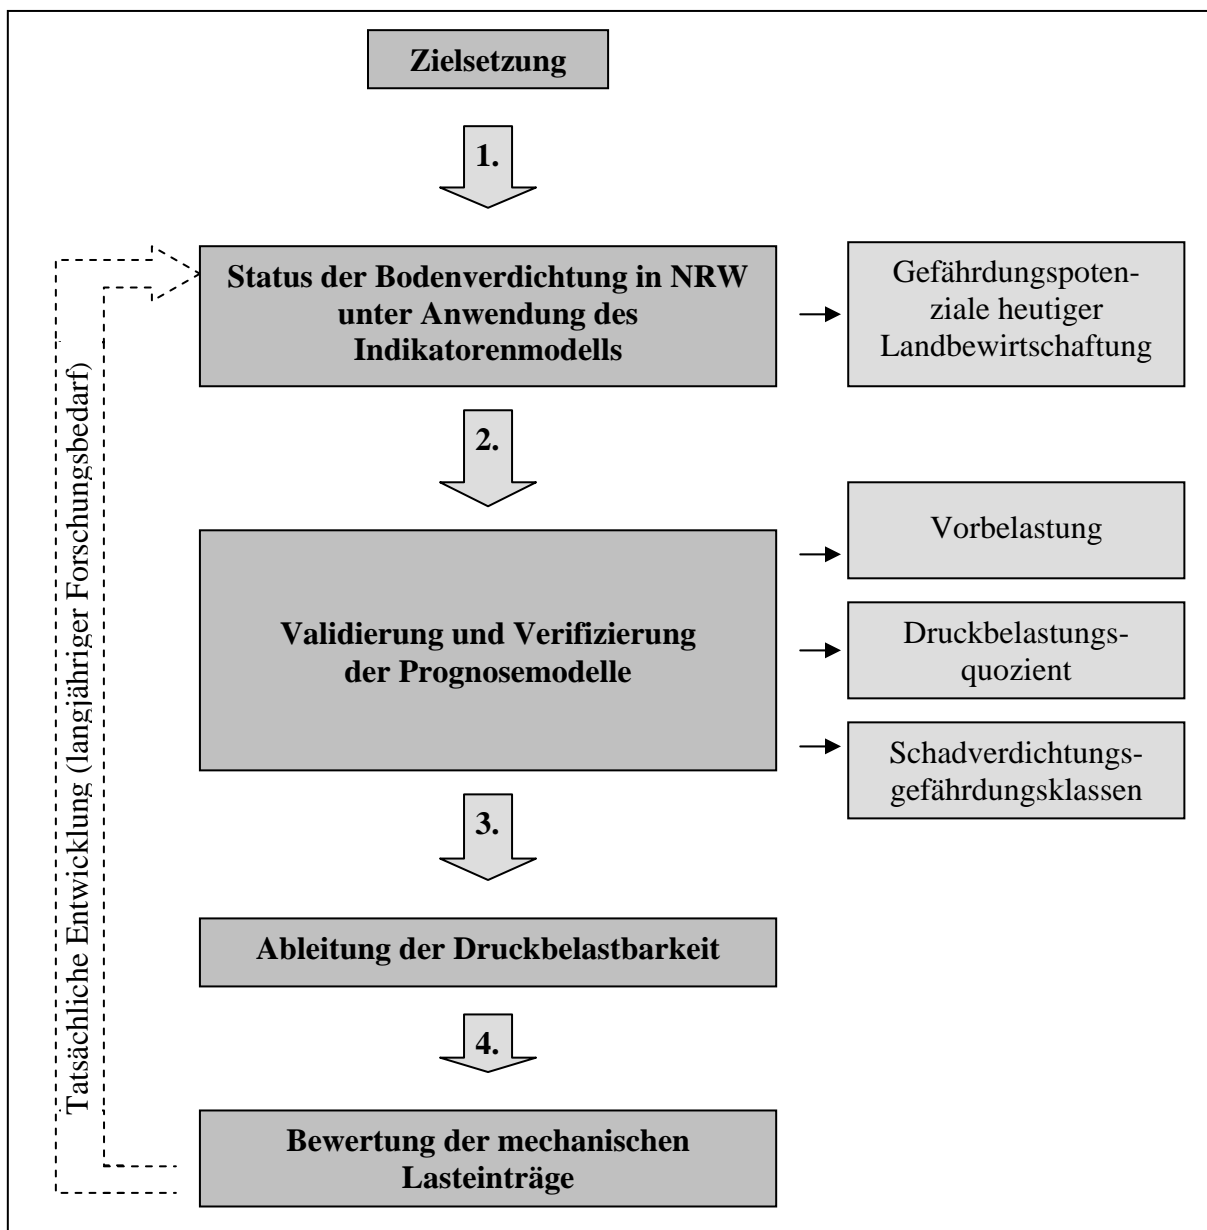 Zielsetzung
1.
Status der Bodenverdichtung in NRW
unter Anwendung des
Indikatorenmodells
Gefährdungspoten-
ziale heutiger
Landbewirtschaftung
2.
Validierung und Verifizierung
der Prognosemodelle
Vorbelastung
Druckbelastungs-
quozient
Schadverdichtungs-
gefährdungsklassen
3.
Ableitung der Druckbelastbarkeit
4.
Bewertung der mechanischen
Lasteinträge
Tatsächliche Entwicklung (langjähriger Forschungsbedarf)